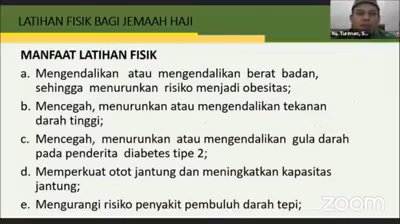 LATIHAN FISIK BAGI JEMAAH HAJI
MANFAAT LATIHAN FISIK
a. Mengendalikan atau mengendalikan berat badan,
sehingga menurunkan risiko menjadi obesitas;
b. Mencegah, menurunkan atau mengendalikan tekanan
darah tinggi;
c. Mencegah, menurunkan atau mengendalikan gula darah
pada penderita diabetes tipe 2;
d. Memperkuat otot jantung dan meningkatkan kapasitas
jantung;
e. Mengurangi risiko penyakit pembuluh darah tepi;
Turman, S...
zoom